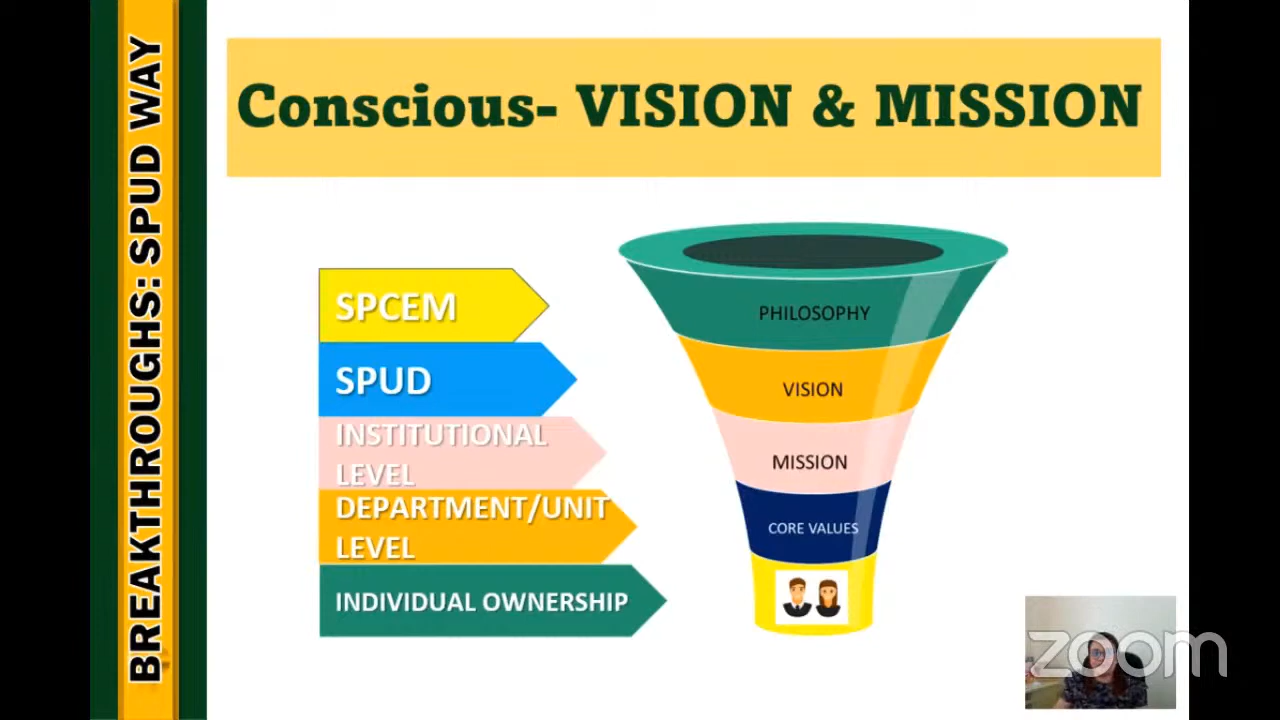 BREAKTHROUGHS: SPUD WAY
Conscious- VISION & MISSION
SPCEM
SPUD
INSTITUTIONAL
LEVEL
DEPARTMENT/UNIT
LEVEL
INDIVIDUAL OWNERSHIP
PHILOSOPHY
VISION
MISSION
CORE VALUES
zoom